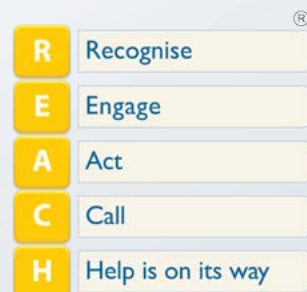 ®
R Recognise
E Engage
A Act
C Call
H Help is on its way